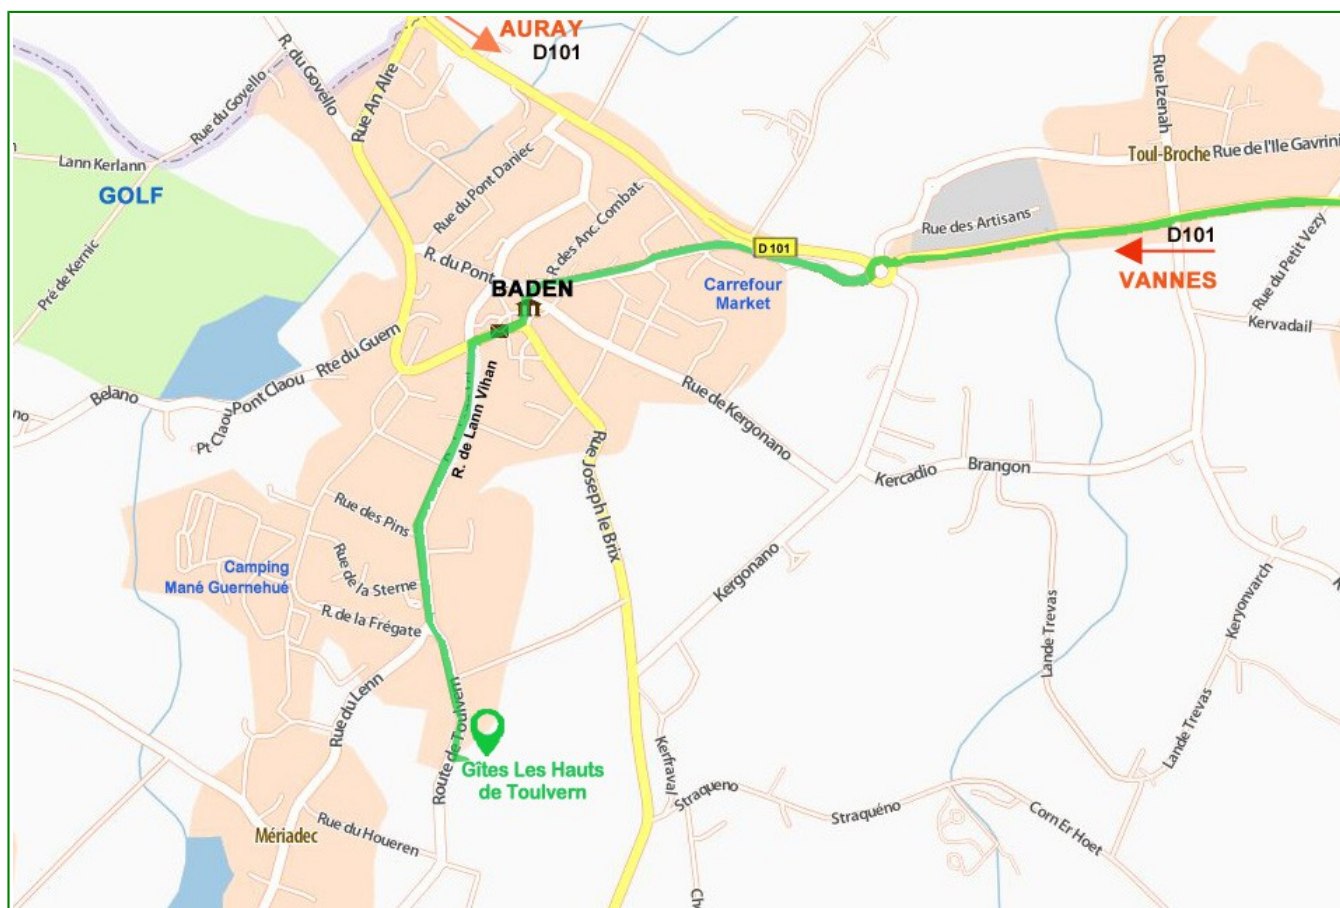 AURAY
D101
R. du Govello
Rue du Govello
Rue An Alre
Rue Izenah
Lann Kerlann
GOLF
Rue du Pont Daniec
Toul-Broche
Rue de l'Ile Gavrini
Rue des Artisans
R. des Anc. Combat.
D 101
D101
VANNES
Rue du Petit Vezy
Pré de Kernic
R. du Pont
BADEN
Carrefour
Market
Kervadail
Rte du Guern
Pont Claou
Belano
no
Pt Claou
R. de Lann Vihan
Rue de Kergonano
Rue Joseph le Brix
Kercadio
Brangon
Rue des Pins
Rue de la Sterne
Camping
Mané Guernehué
R. de la Frégate
Kergonano
Lande Trevas
Keryonvarch
Rue du Lenn
Route de Toulvern
Gîtes Les Hauts
de Toulvern
Kerfraval
Lande Trevas
Straqueno
Straquéno
Corn Er Hoet
Mériadec
Rue du Houeren
Ch